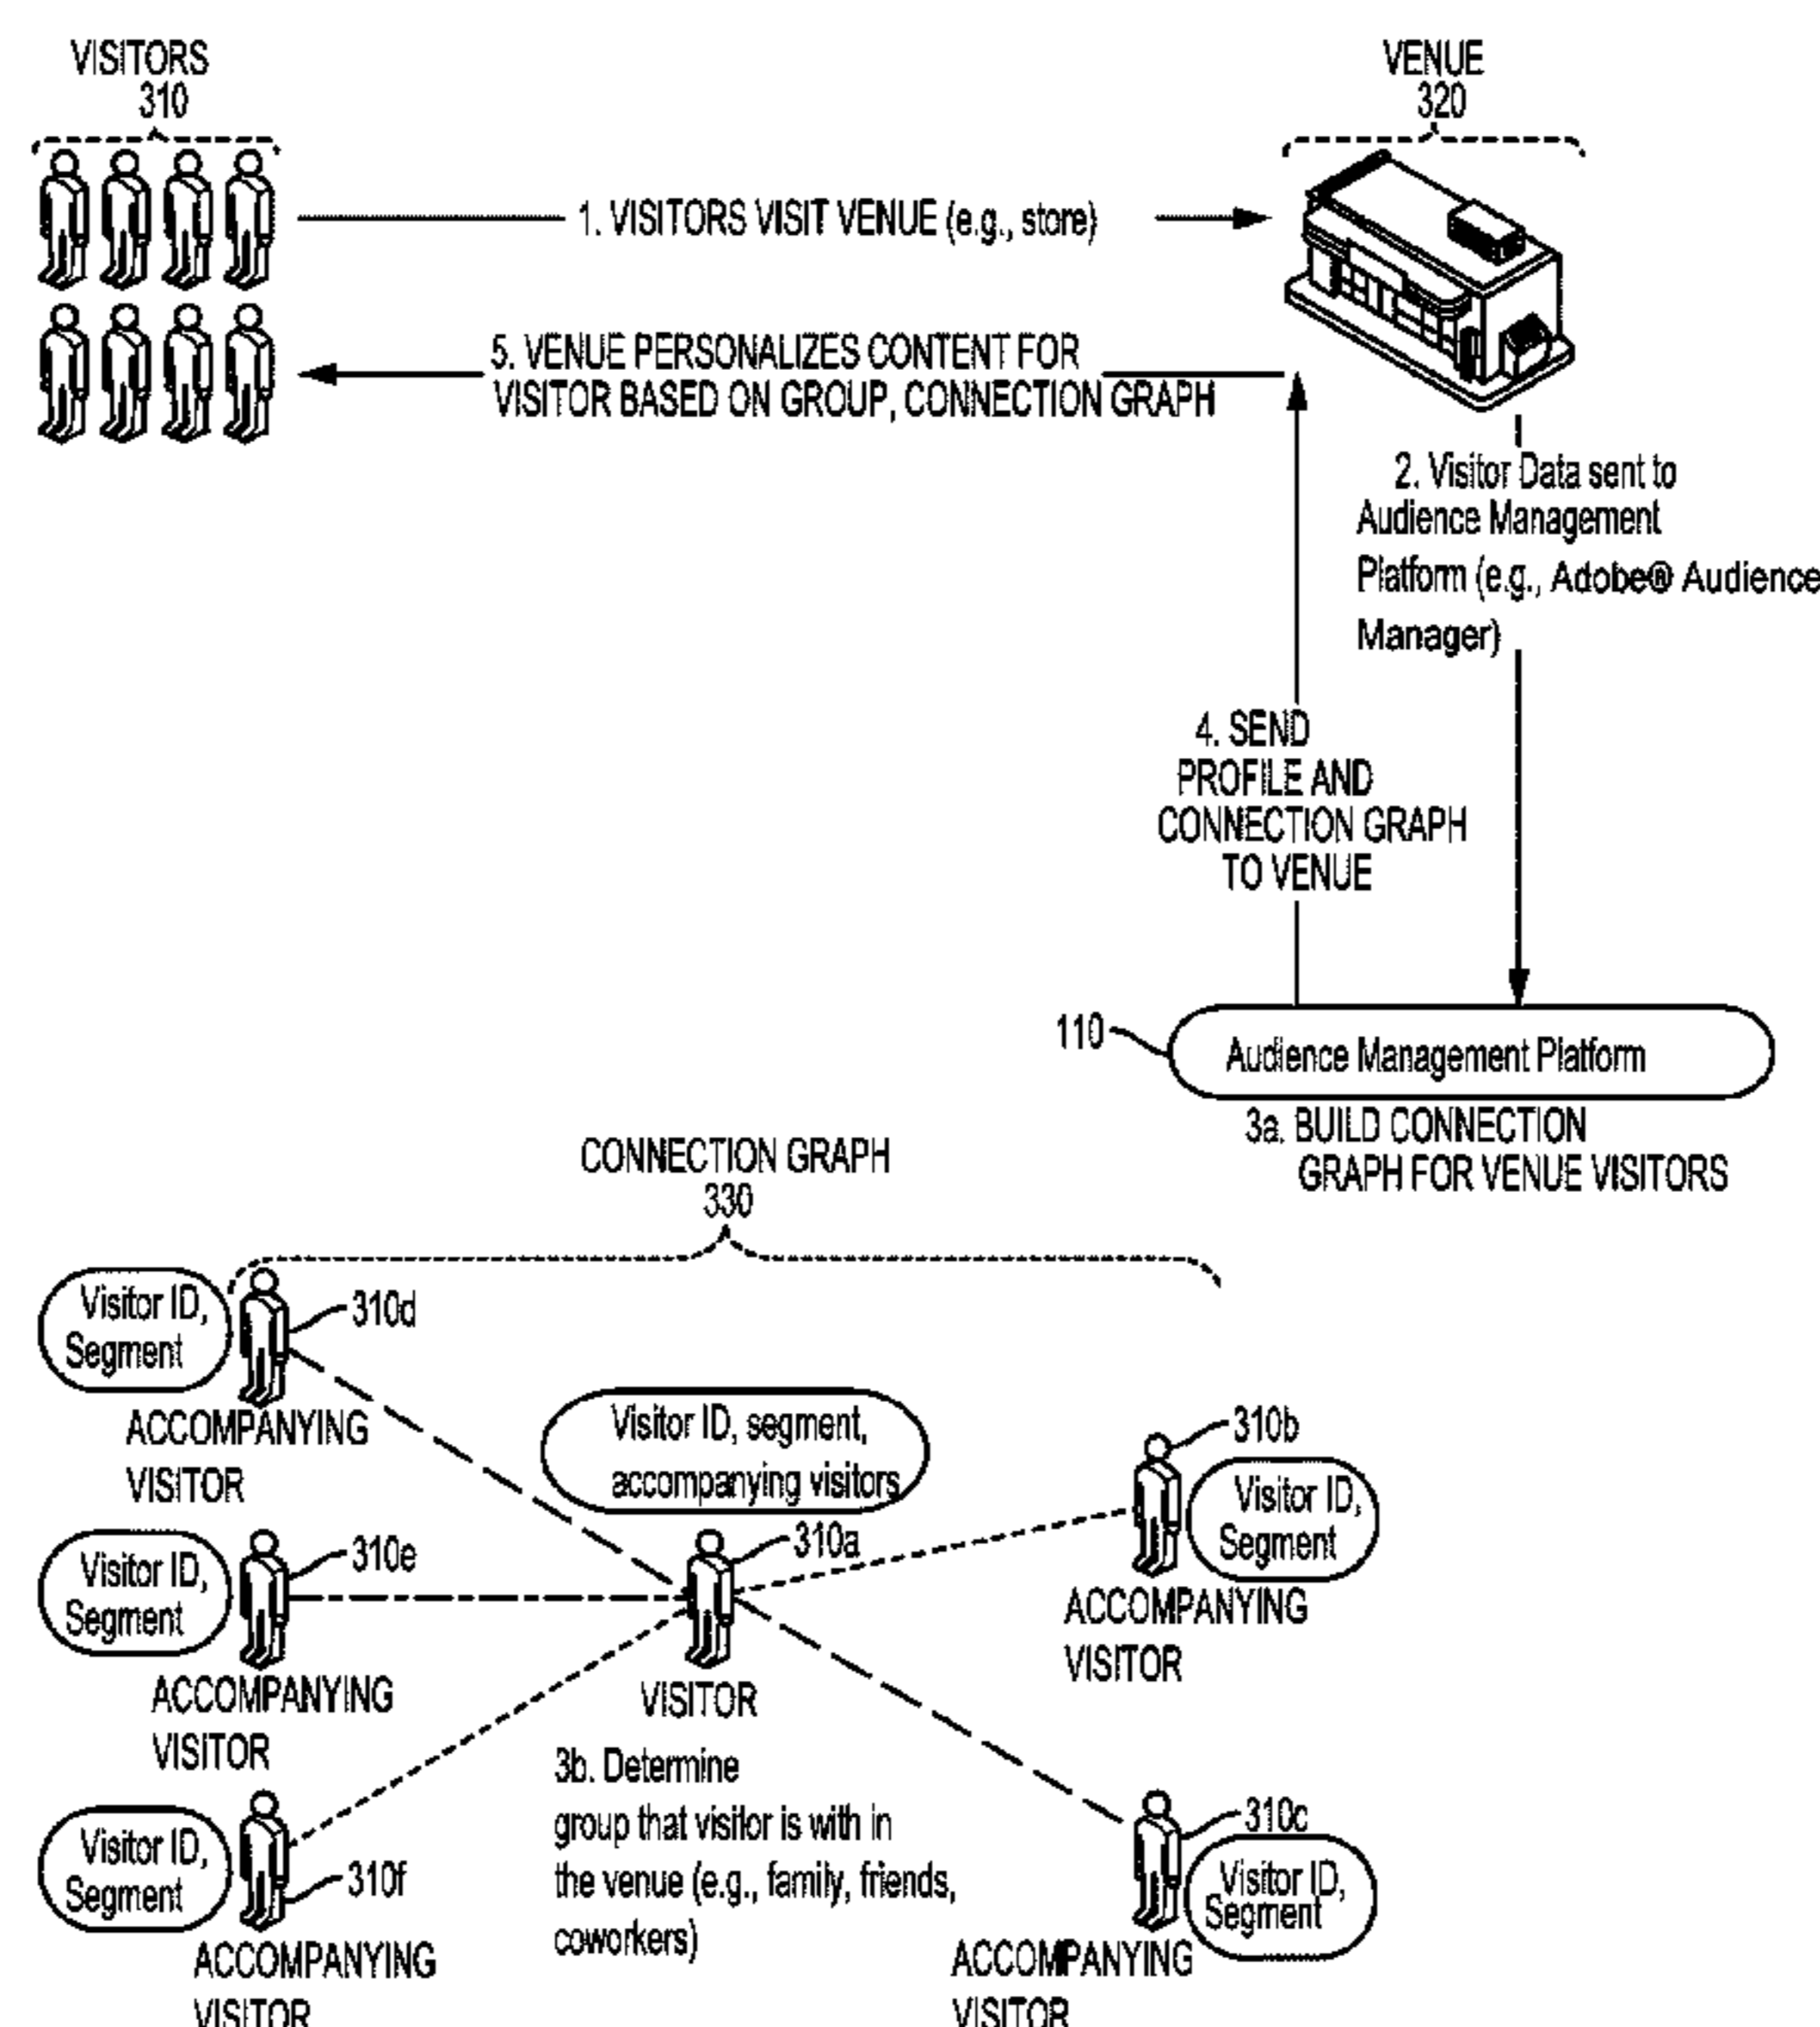 VISITORS
310
VENUE
320
1. VISITORS VISIT VENUE (e.g., store)
5. VENUE PERSONALIZES CONTENT FOR
VISITOR BASED ON GROUP, CONNECTION GRAPH
2. Visitor Data sent to
Audience Management
Platform (e.g., Adobe® Audience
Manager)
4. SEND
PROFILE AND
CONNECTION GRAPH
TO VENUE
110
Audience Management Platform
3a. BUILD CONNECTION
GRAPH FOR VENUE VISITORS
CONNECTION GRAPH
330
Visitor ID,
Segment
310d
ACCOMPANYING
VISITOR
Visitor ID, segment,
accompanying visitors
310a
VISITOR
310b
Visitor ID,
Segment
ACCOMPANYING
VISITOR
Visitor ID,
Segment
310e
ACCOMPANYING
VISITOR
3b. Determine
group that visitor is with in
the venue (e.g., family, friends,
coworkers)
Visitor ID,
Segment
310f
ACCOMPANYING
VISITOR
310c
Visitor ID,
Segment
ACCOMPANYING
VISITOR